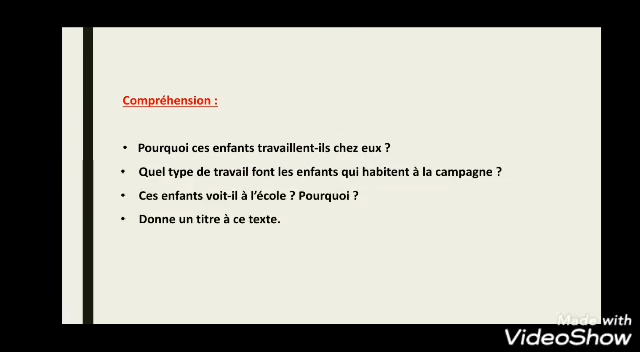 Compréhension :
• Pourquoi ces enfants travaillent-ils chez eux ?
• Quel type de travail font les enfants qui habitent à la campagne ?
• Ces enfants voit-il à l'école ? Pourquoi ?
• Donne un titre à ce texte.
Made with
VideoShow